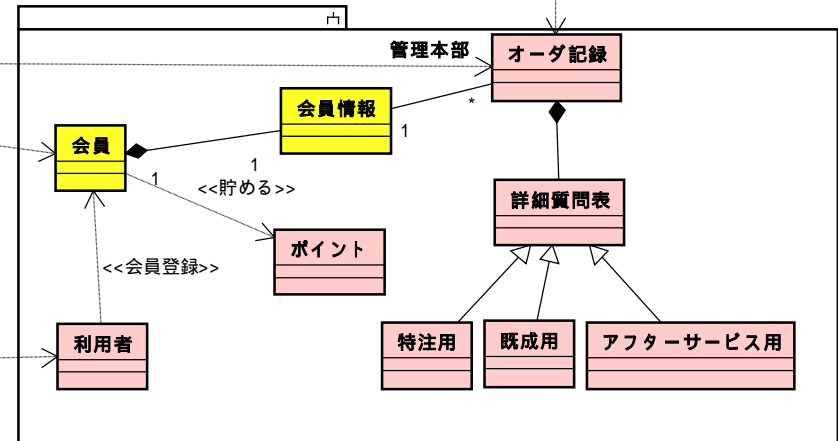 管理本部
オーダ記録
会員情報
*
1
会員
1
1
<<貯める>>
詳細質問表
ポイント
<<会員登録>>
利用者
特注用
既成用
アフターサービス用